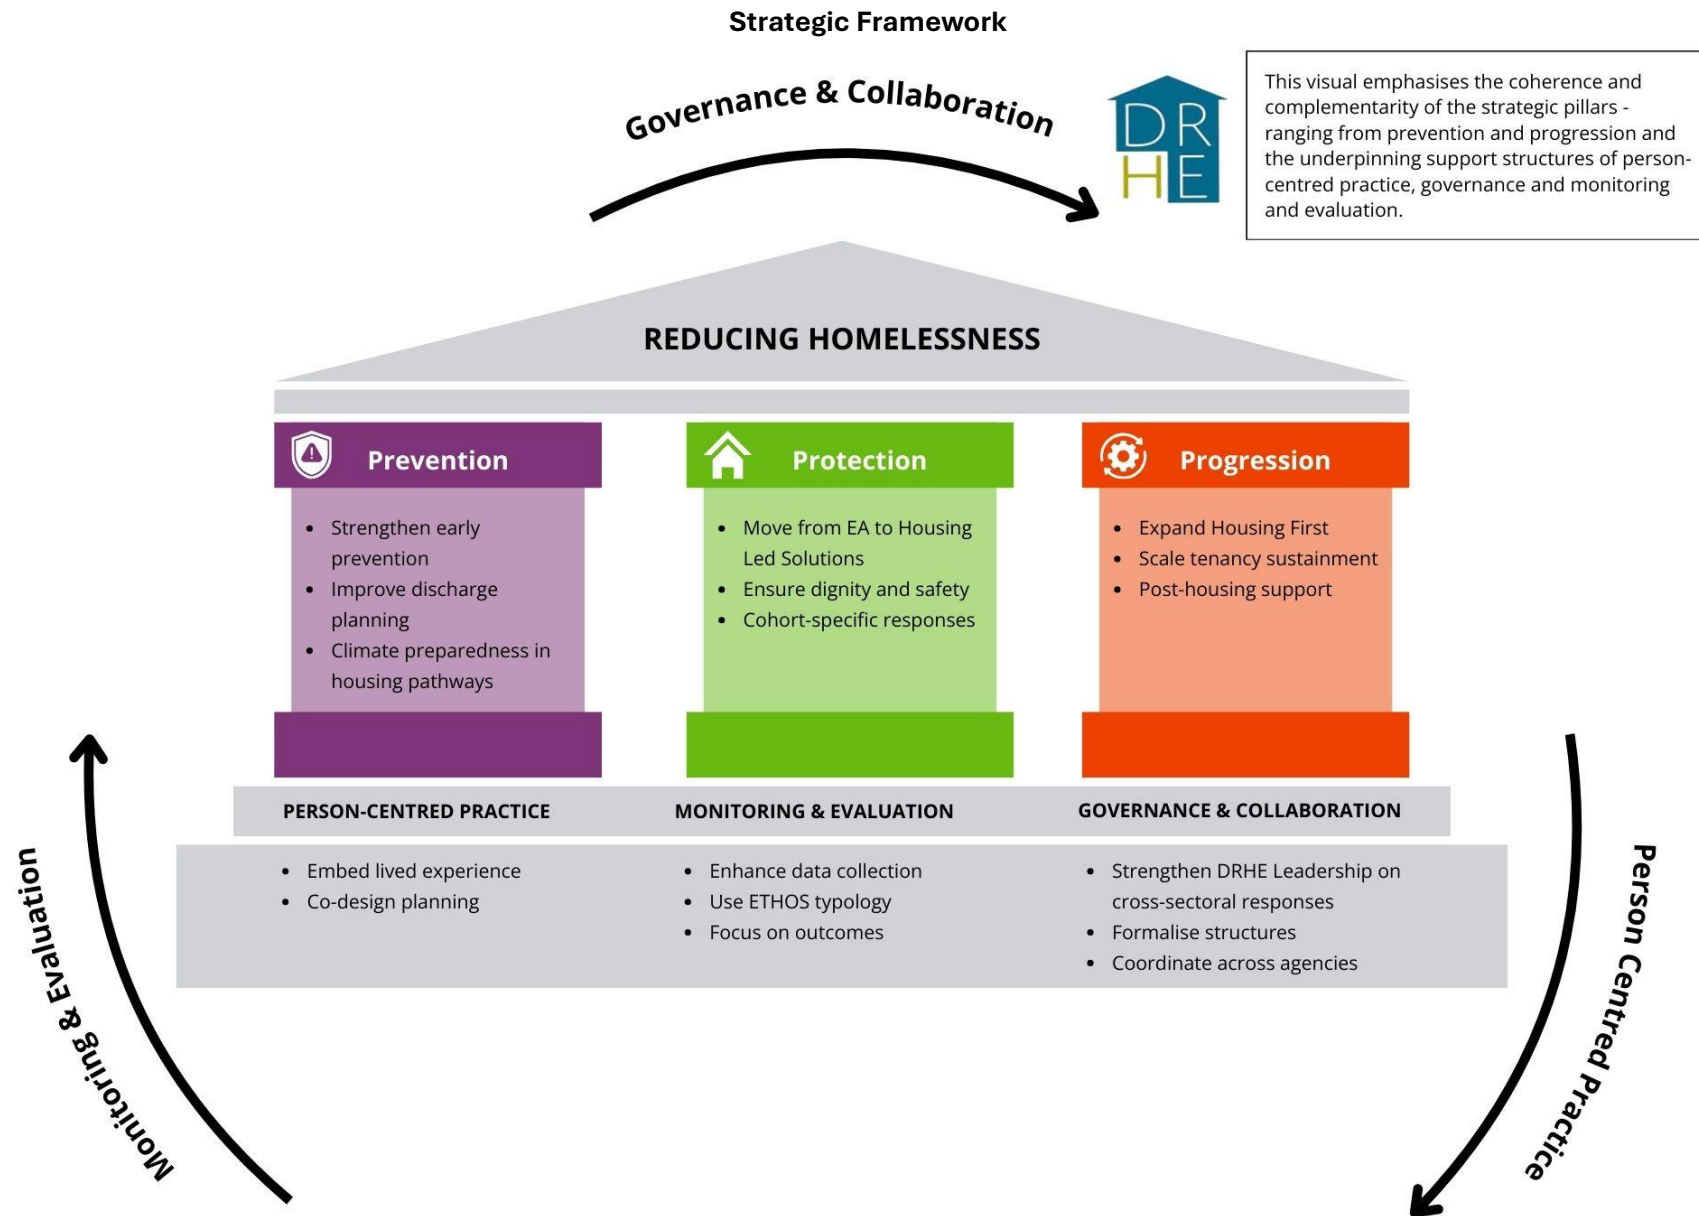 Strategic Framework
Governance & Collaboration
DR
HE
This visual emphasises the coherence and
complementarity of the strategic pillars -
ranging from prevention and progression and
the underpinning support structures of person-
centred practice, governance and monitoring
and evaluation.
REDUCING HOMELESSNESS
Prevention
• Strengthen early
prevention
• Improve discharge
planning
• Climate preparedness in
housing pathways
Protection
• Move from EA to Housing
Led Solutions
• Ensure dignity and safety
• Cohort-specific responses
Progression
• Expand Housing First
• Scale tenancy sustainment
• Post-housing support
PERSON-CENTRED PRACTICE
• Embed lived experience
• Co-design planning
MONITORING & EVALUATION
• Enhance data collection
• Use ETHOS typology
• Focus on outcomes
GOVERNANCE & COLLABORATION
• Strengthen DRHE Leadership on
cross-sectoral responses
• Formalise structures
• Coordinate across agencies
Person Centred Practice
Monitoring & Evaluation